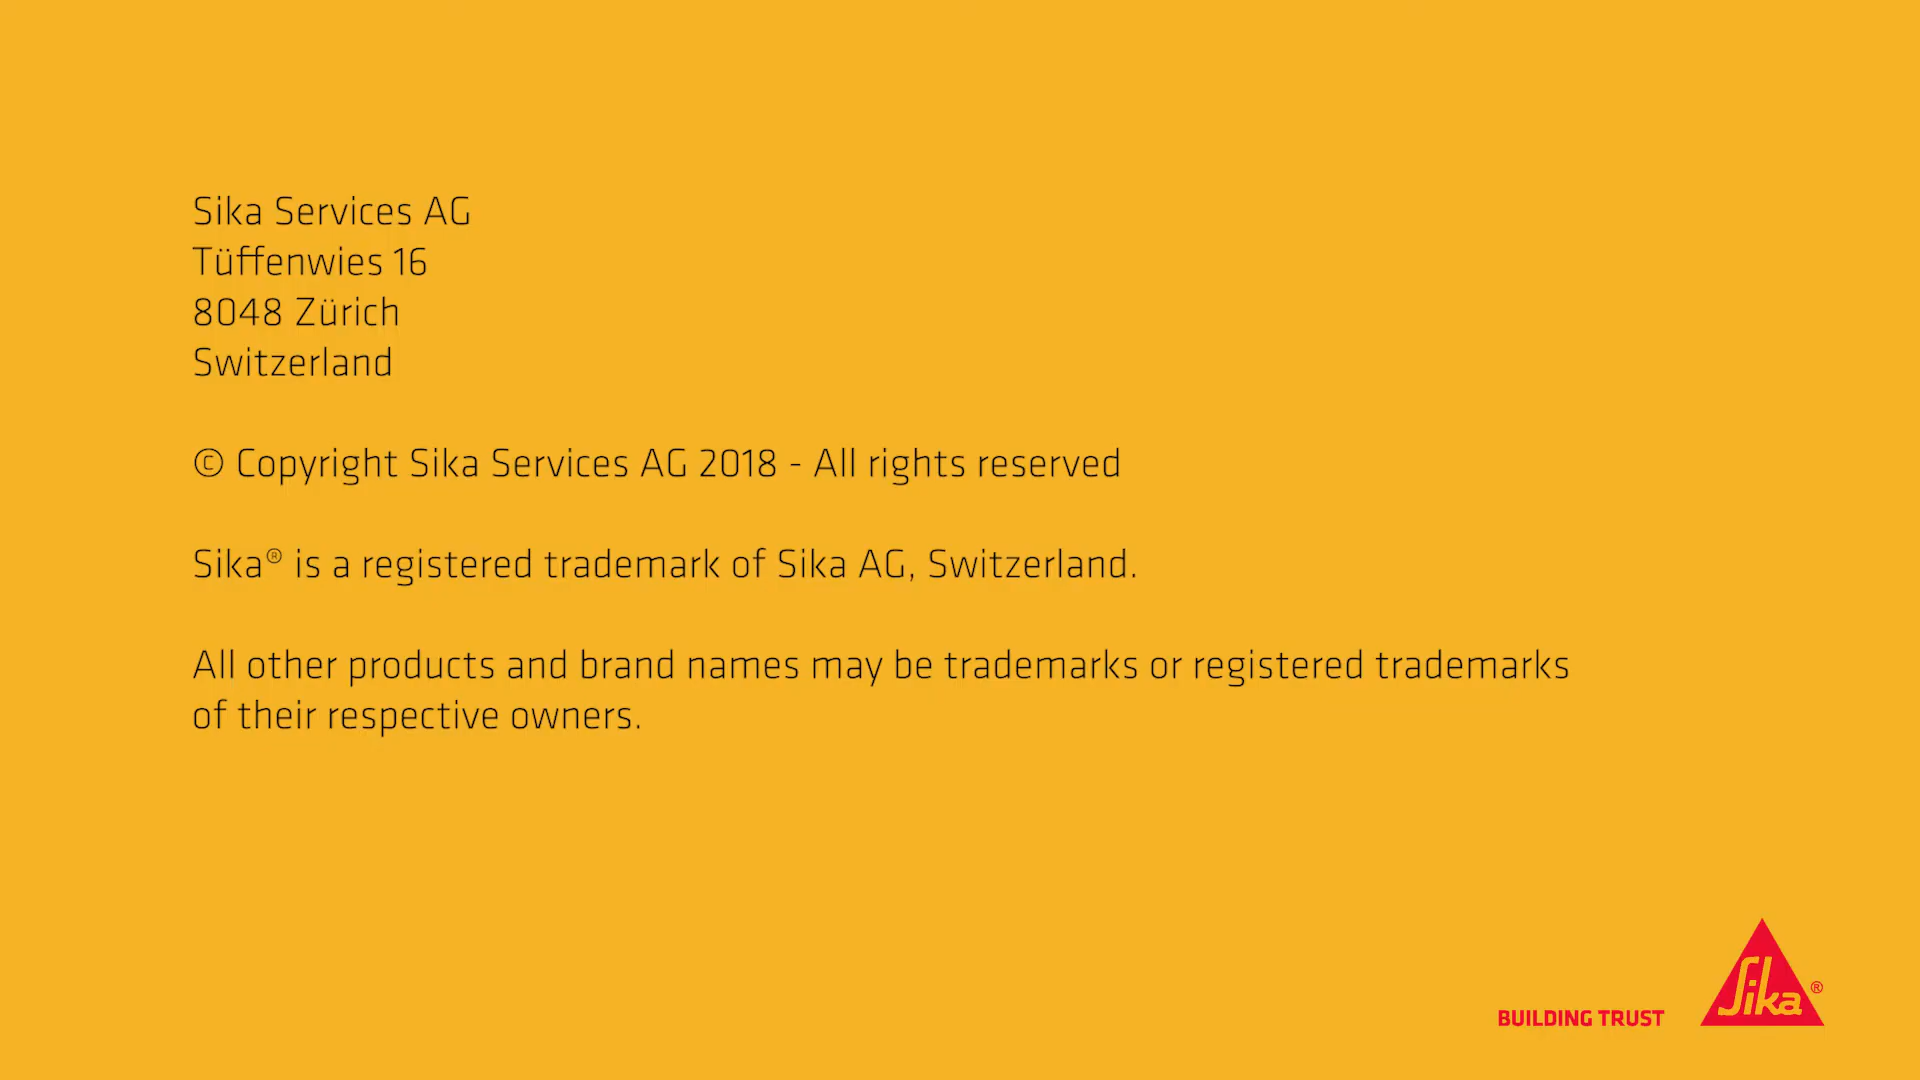 Sika Services AG
Tüffenwies 16
8048 Zürich
Switzerland
© Copyright Sika Services AG 2018 - All rights reserved
Sika® is a registered trademark of Sika AG, Switzerland.
All other products and brand names may be trademarks or registered trademarks
of their respective owners.
BUILDING TRUST
Sika®